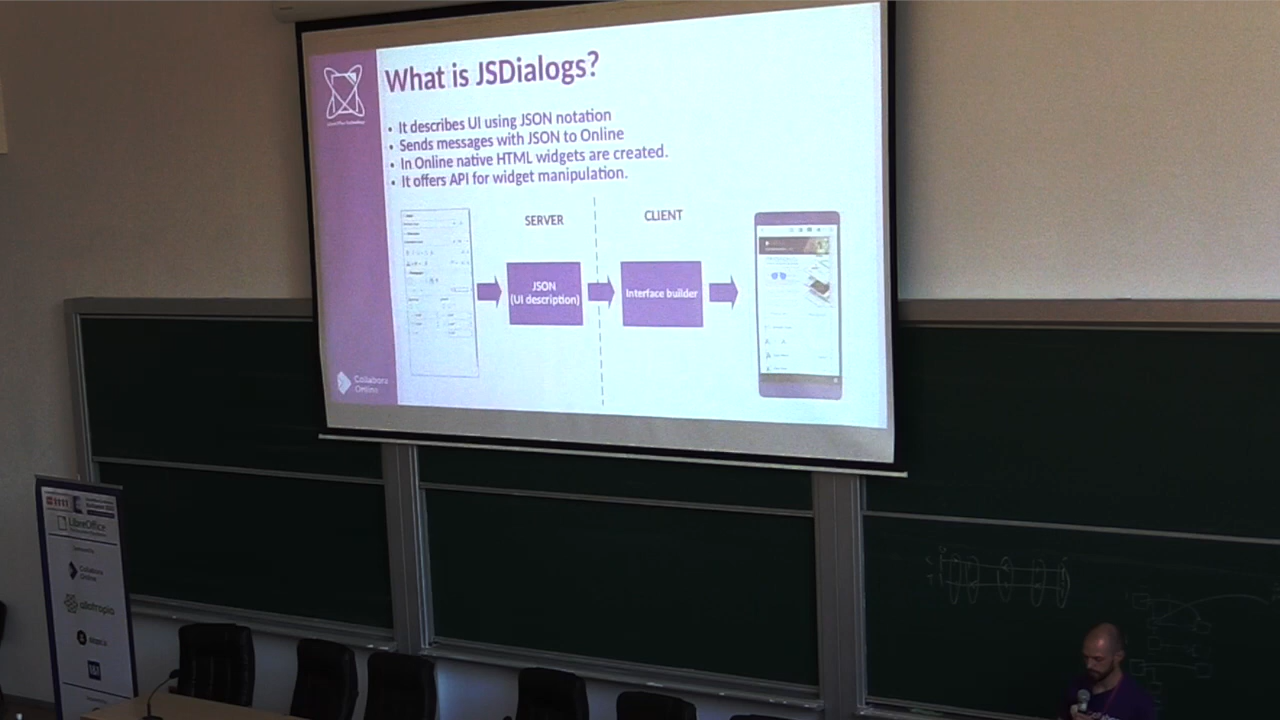 What is JSDialogs?
• It describes UI using JSON notation
• Sends messages with JSON to Online
• In Online native HTML widgets are created.
• It offers API for widget manipulation.
SERVER
CLIENT
JSON
(UI description)
Interface builder
Collabora
Online
LibreOffice
Collabora
Online
allotropia